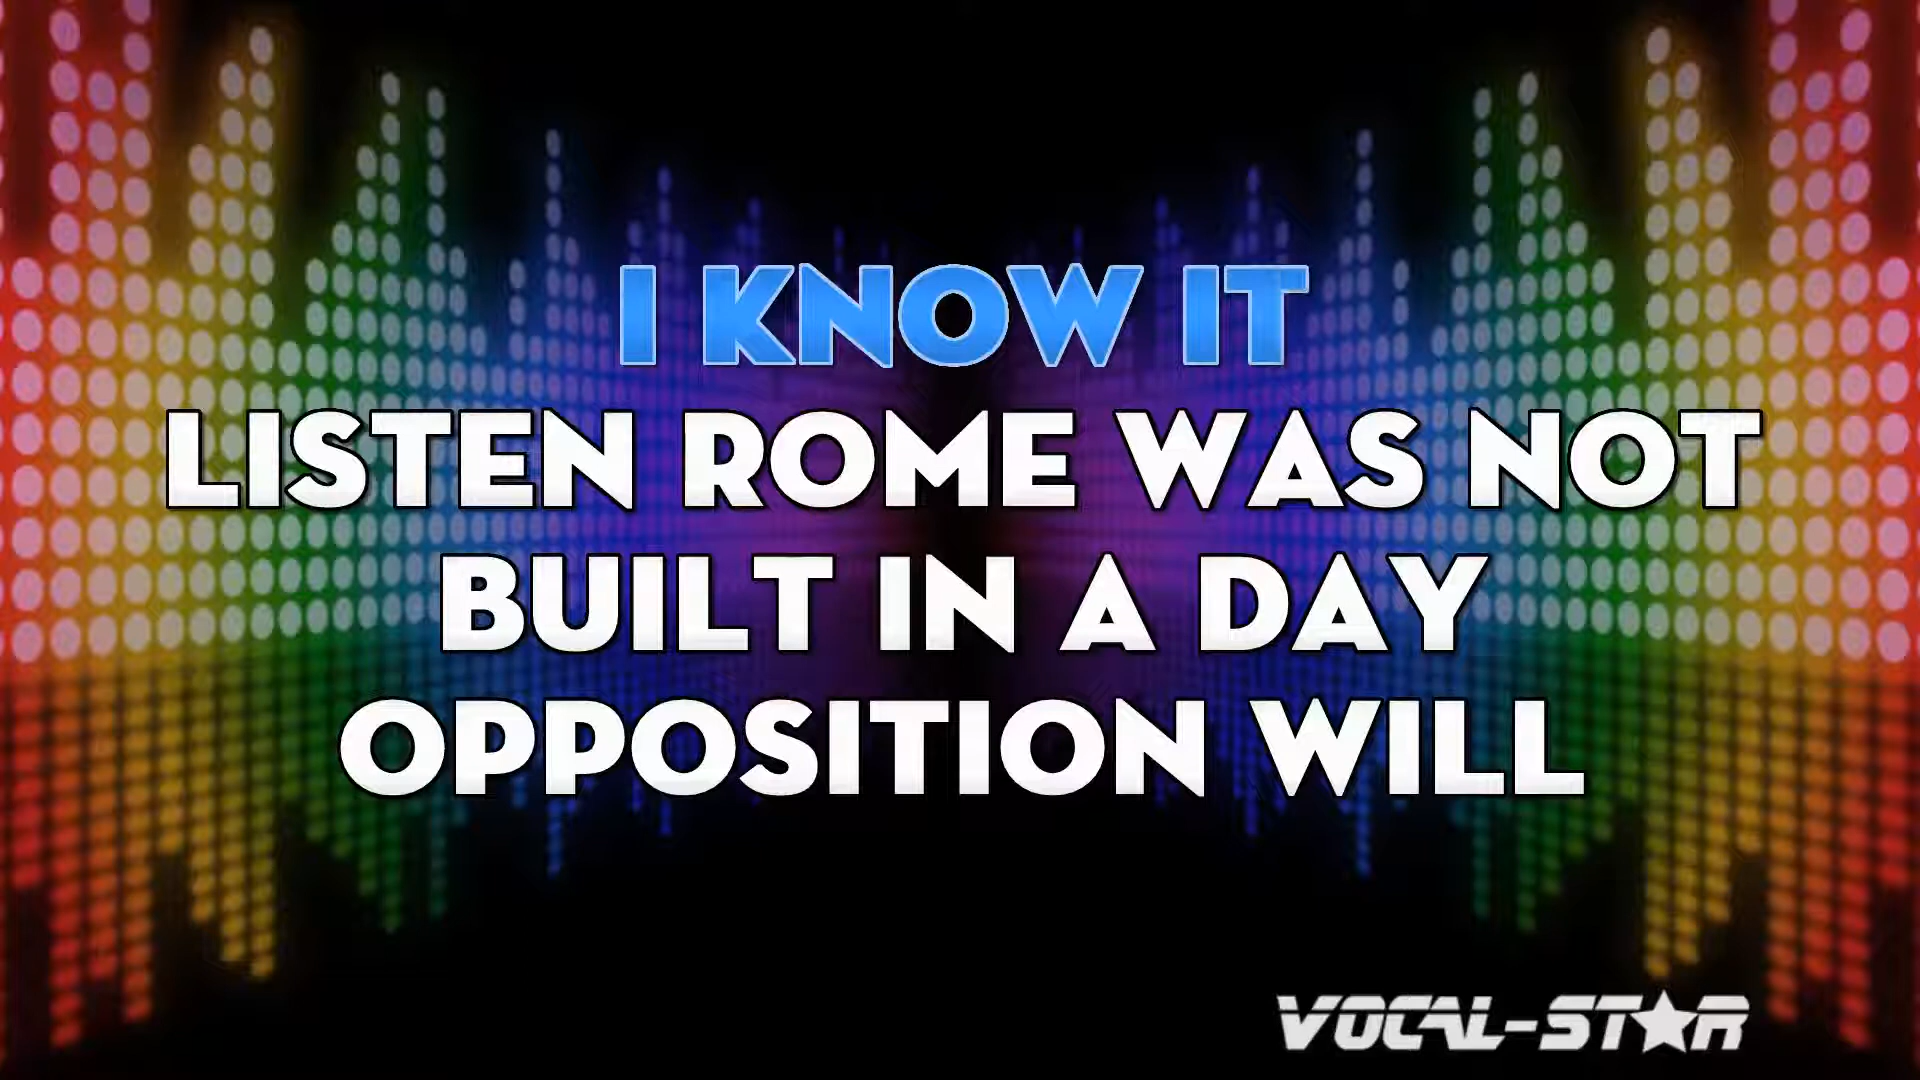 I KNOW IT
LISTEN ROME WAS NOT
BUILT IN A DAY
OPPOSITION WILL
VOCAL-STAR